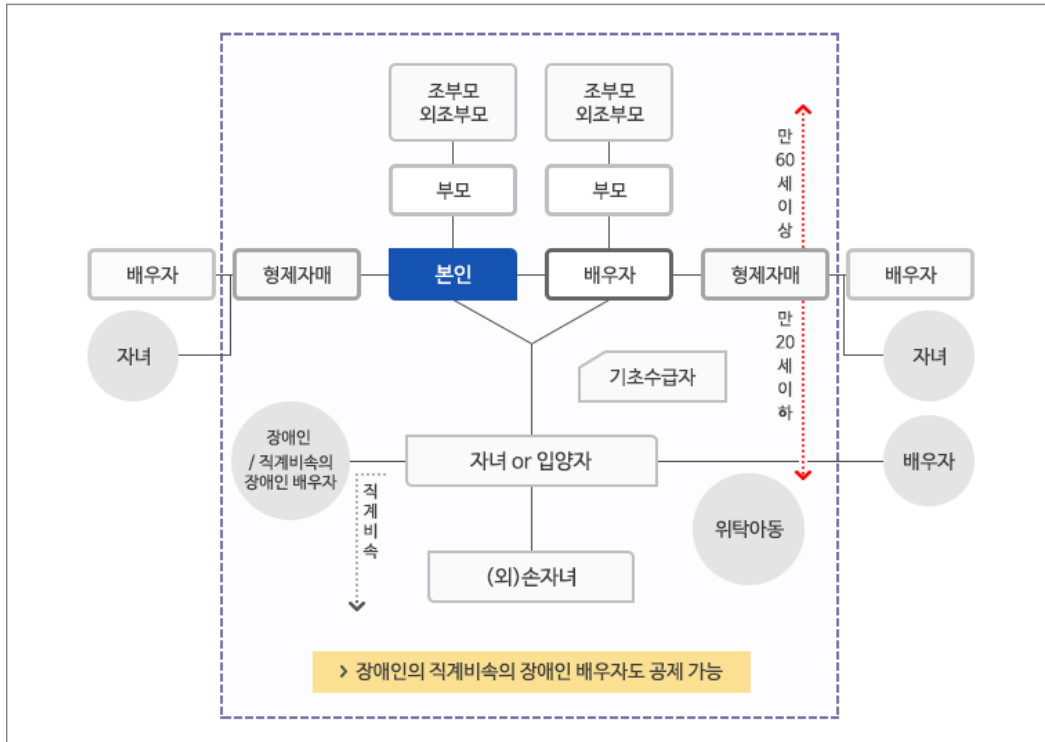 조부모
외조부모
조부모
외조부모
부모
부모
만
60
세
이
상
배우자
형제자매
본인
배우자
형제자매
배우자
자녀
만
20
세
이
하
자녀
기초수급자
장애인
/ 직계비속의
장애인 배우자
자녀 or 입양자
배우자
직
계
비
속
위탁아동
(외)손자녀
> 장애인의 직계비속의 장애인 배우자도 공제 가능